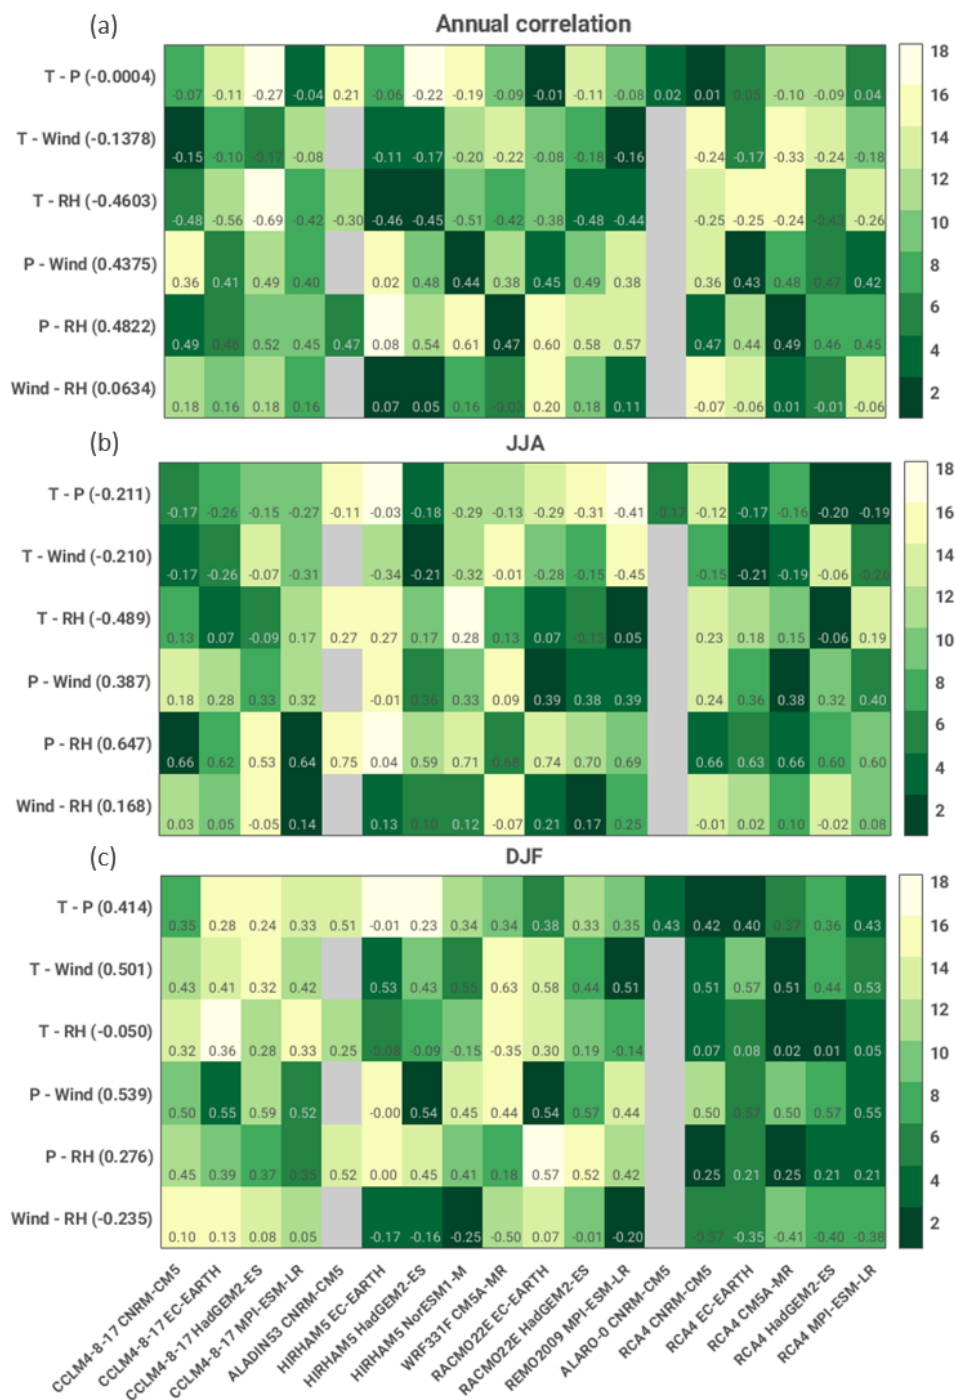 (a)
Annual correlation
T - P (-0.0004) -0.07 -0.11 -0.27 -0.04 0.21 -0.06 -0.22 -0.19 -0.09 -0.01 -0.11 -0.08 0.02 0.01 0.05 -0.10 -0.09 0.04
T - Wind (-0.1378) -0.15 -0.10 -0.17 -0.08 -0.11 -0.17 -0.20 -0.22 -0.08 -0.18 -0.16 -0.24 -0.17 -0.33 -0.24 -0.18
T - RH (-0.4603) -0.48 -0.56 -0.69 -0.42 -0.30 -0.46 -0.45 -0.51 -0.42 -0.38 -0.48 -0.44 -0.25 -0.25 -0.24 -0.43 -0.26
P - Wind (0.4375) 0.36 0.41 0.49 0.40 0.02 0.48 0.44 0.38 0.45 0.49 0.38 0.36 0.43 0.48 0.47 0.42
P - RH (0.4822) 0.49 0.46 0.52 0.45 0.47 0.08 0.54 0.61 0.47 0.60 0.58 0.57 0.47 0.44 0.49 0.46 0.45
Wind - RH (0.0634) 0.18 0.16 0.18 0.16 0.07 0.05 0.16 -0.03 0.20 0.18 0.11 -0.07 -0.06 0.01 -0.01 -0.06
18
16
14
12
10
8
6
4
2
(b)
JJA
T - P (-0.211) -0.17 -0.26 -0.15 -0.27 -0.11 -0.03 -0.18 -0.29 -0.13 -0.29 -0.31 -0.41 -0.17 -0.12 -0.17 -0.16 -0.20 -0.19
T - Wind (-0.210) -0.17 -0.26 -0.07 -0.31 -0.34 -0.21 -0.32 -0.01 -0.28 -0.15 -0.45 -0.15 -0.21 -0.19 -0.06 -0.26
T - RH (-0.489) 0.13 0.07 -0.09 0.17 0.27 0.27 0.17 0.28 0.13 0.07 -0.13 0.05 0.23 0.18 0.15 -0.06 0.19
P - Wind (0.387) 0.18 0.28 0.33 0.32 -0.01 0.36 0.33 0.09 0.39 0.38 0.39 0.24 0.36 0.38 0.32 0.40
P - RH (0.647) 0.66 0.62 0.53 0.64 0.75 0.04 0.59 0.71 0.68 0.74 0.70 0.69 0.66 0.63 0.66 0.60 0.60
Wind - RH (0.168) 0.03 0.05 -0.05 0.14 0.13 0.10 0.12 -0.07 0.21 0.17 0.25 -0.01 0.02 0.10 -0.02 0.08
18
16
14
12
10
8
6
4
2
(c)
DJF
T - P (0.414) 0.35 0.28 0.24 0.33 0.51 -0.01 0.23 0.34 0.34 0.38 0.33 0.35 0.43 0.42 0.40 0.37 0.36 0.43
T - Wind (0.501) 0.43 0.41 0.32 0.42 0.53 0.43 0.55 0.63 0.58 0.44 0.51 0.51 0.57 0.51 0.44 0.53
T - RH (-0.050) 0.32 0.36 0.28 0.33 0.25 -0.08 -0.09 -0.15 -0.35 0.30 0.19 -0.14 0.07 0.08 0.02 0.01 0.05
P - Wind (0.539) 0.50 0.55 0.59 0.52 -0.00 0.54 0.45 0.44 0.54 0.57 0.44 0.50 0.57 0.50 0.57 0.55
P - RH (0.276) 0.45 0.39 0.37 0.35 0.52 0.00 0.45 0.41 0.18 0.57 0.52 0.42 0.25 0.21 0.25 0.21 0.21
Wind - RH (-0.235) 0.10 0.13 0.08 0.05 -0.17 -0.16 -0.25 -0.50 0.07 -0.01 -0.20 -0.37 -0.35 -0.41 -0.40 -0.38
18
16
14
12
10
8
6
4
2
CCLM4-8-17 CNRM-CM5
CCLM4-8-17 EC-EARTH
CCLM4-8-17 HadGEM2-ES
CCLM4-8-17 MPI-ESM-LR
ALADIN53 CNRM-CM5
HIRHAM5 EC-EARTH
HIRHAM5 HadGEM2-ES
HIRHAM5 NorESM1-M
WRF331F CM5A-MR
RACMO22E EC-EARTH
RACMO22E HadGEM2-ES
REMO2009 MPI-ESM-LR
ALARO-0 CNRM-CM5
RCA4 CNRM-CM5
RCA4 EC-EARTH
RCA4 CM5A-MR
RCA4 HadGEM2-ES
RCA4 MPI-ESM-LR